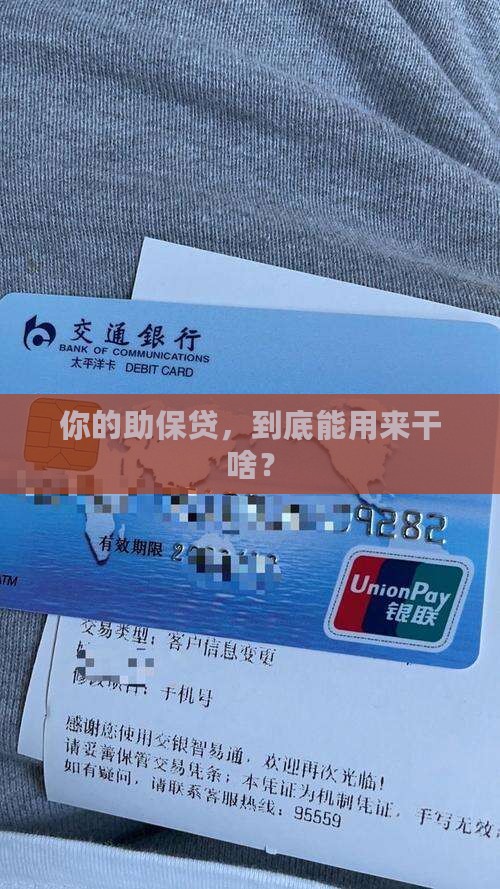 交通銀行
BANK OF COMMUNICATIONS
太平洋卡 DEBIT CARD
你的助保贷，到底能用来干
啥？
9282
有效期限
ATM
UnionPay
银联
交易类型：客户信息变更
手机号
感谢您使用交银智易通，欢迎再次光临！
请妥善保管交易凭条；本凭证为机制凭证，手写无效
如有疑问，请联系客服热线：95559